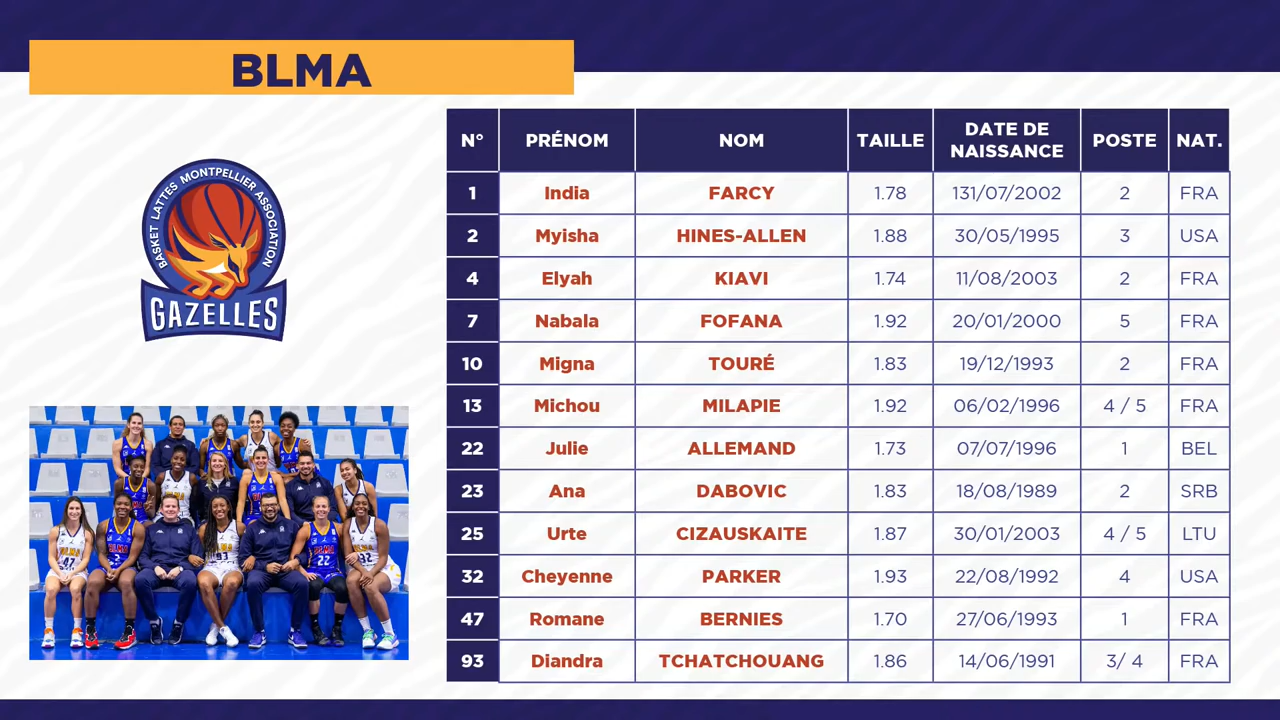 BLMA
BASKET LATTES MONTPELLIER ASSOCIATION
GAZELLES
N° PRÉNOM NOM TAILLE DATE DE NAISSANCE POSTE NAT.
1 India FARCY 1.78 131/07/2002 2 FRA
2 Myisha HINES-ALLEN 1.88 30/05/1995 3 USA
4 Elyah KIAVI 1.74 11/08/2003 2 FRA
7 Nabala FOFANA 1.92 20/01/2000 5 FRA
10 Migna TOURÉ 1.83 19/12/1993 2 FRA
13 Michou MILAPIE 1.92 06/02/1996 4 / 5 FRA
22 Julie ALLEMAND 1.73 07/07/1996 1 BEL
23 Ana DABOVIC 1.83 18/08/1989 2 SRB
25 Urte CIZAUSKAITE 1.87 30/01/2003 4 / 5 LTU
32 Cheyenne PARKER 1.93 22/08/1992 4 USA
47 Romane BERNIES 1.70 27/06/1993 1 FRA
93 Diandra TCHATCHOUANG 1.86 14/06/1991 3/ 4 FRA